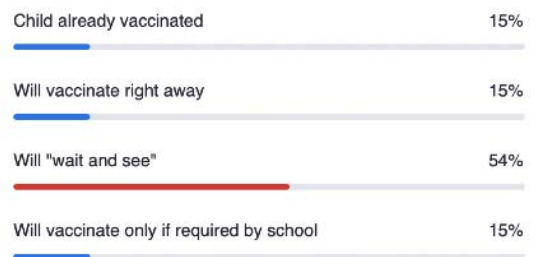 Child already vaccinated 15%
Will vaccinate right away 15%
Will "wait and see" 54%
Will vaccinate only if required by school 15%